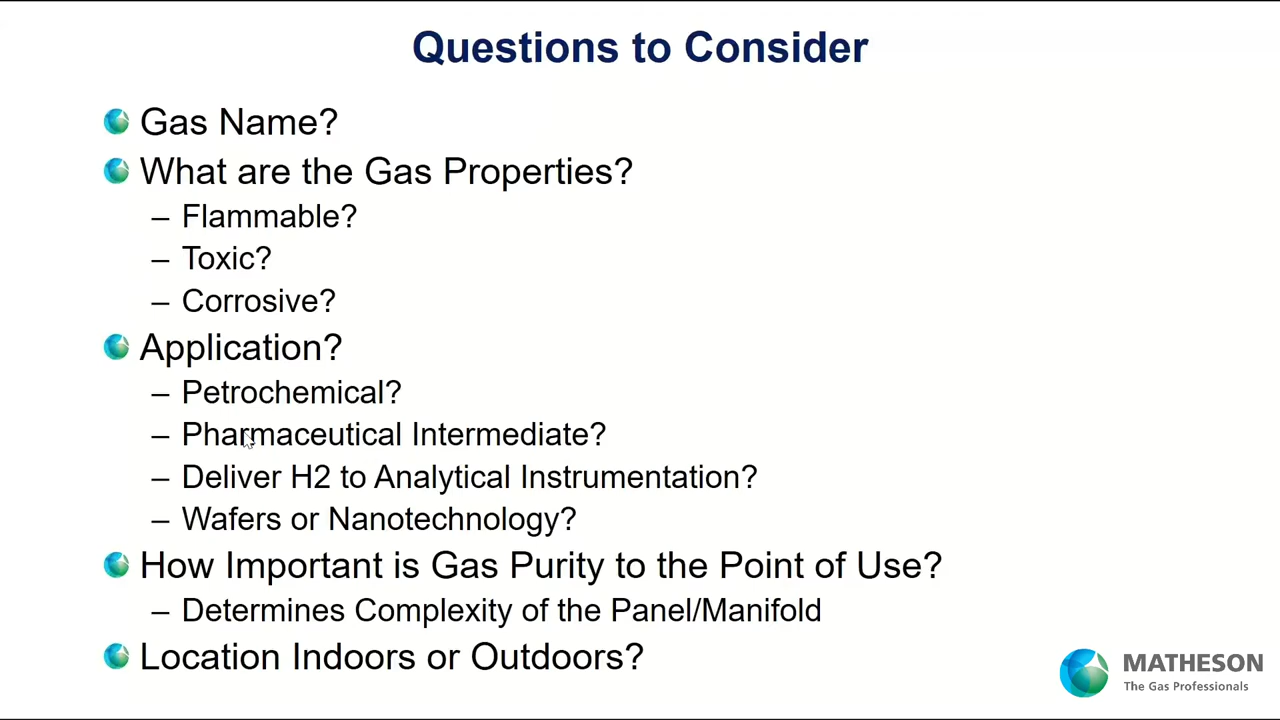 Questions to Consider
Gas Name?
What are the Gas Properties?
– Flammable?
– Toxic?
– Corrosive?
Application?
– Petrochemical?
– Pharmaceutical Intermediate?
– Deliver H2 to Analytical Instrumentation?
– Wafers or Nanotechnology?
How Important is Gas Purity to the Point of Use?
– Determines Complexity of the Panel/Manifold
Location Indoors or Outdoors?
MATHESON
The Gas Professionals